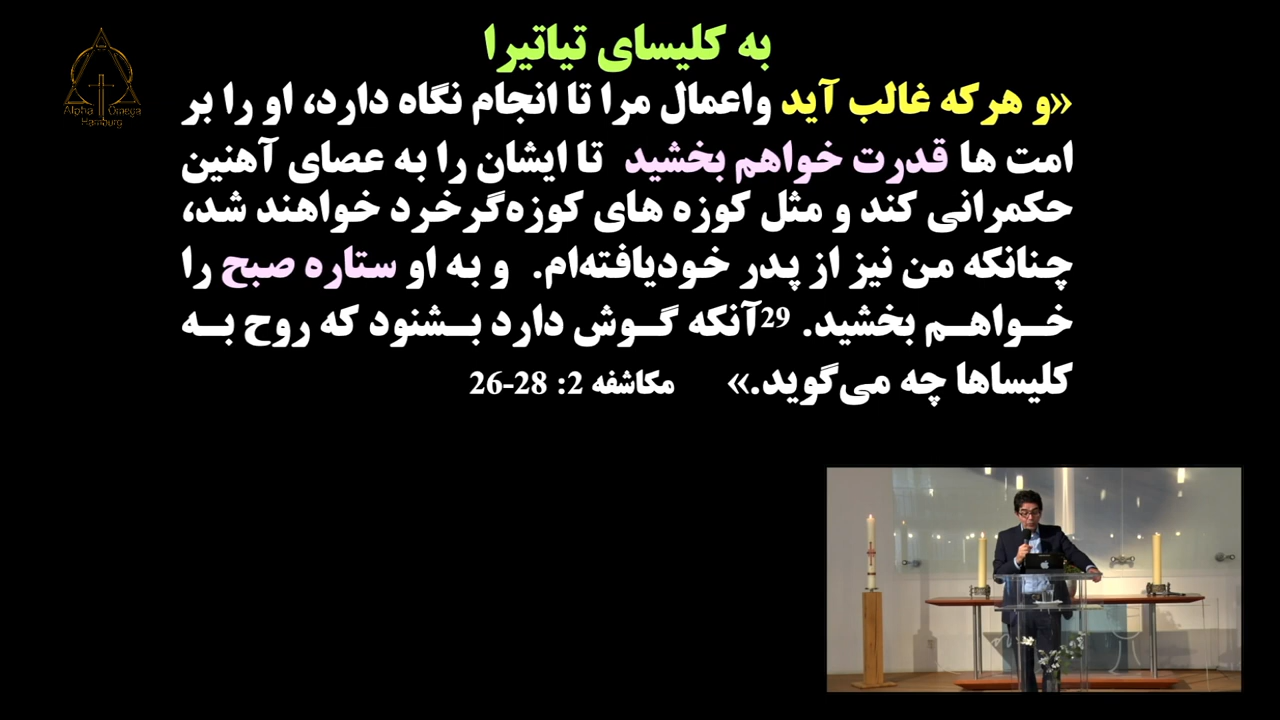 به کلیسای تیاتیرا
«و هرکه غالب آید واعمال مرا تا انجام نگاه دارد، او را بر
امت ها قدرت خواهم بخشید تا ایشان را به عصای آهنین
حکمرانی کند و مثل کوزه های کوزه‌گرخرد خواهند شد،
چنانکه من نیز از پدر خودیافته‌ام. و به او ستاره صبح را
خواهم بخشید. 29آنکه گوش دارد بشنود که روح به
کلیساها چه می‌گوید.» مکاشفه 2: 28-26
Alpha Omega
Hamburg